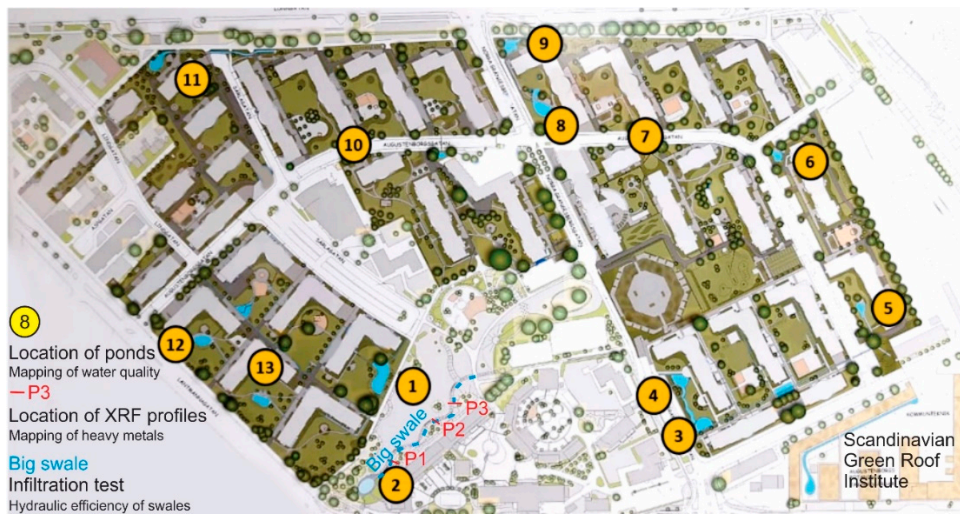 9
11
8
7
10
6
5
12
13
1
4
3
2
AUGUSTENBORGSGATAN
Big swale
P3
P2
P1
8
Location of ponds
Mapping of water quality
P3
Location of XRF profiles
Mapping of heavy metals
Big swale
Infiltration test
Hydraulic efficiency of swales
Scandinavian
Green Roof
Institute